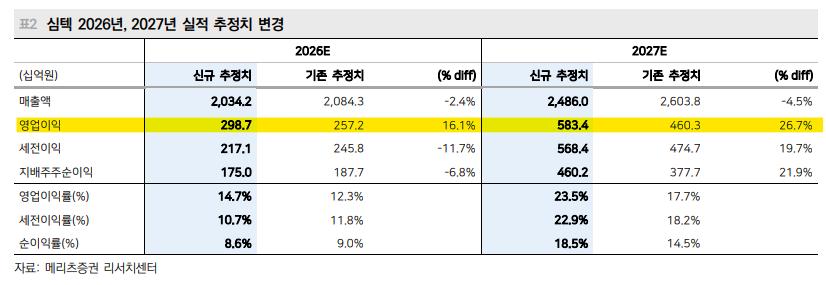 표2 심텍 2026년, 2027년 실적 추정치 변경
2026E 2027E
(십억원) 신규 추정치 기존 추정치 (% diff) 신규 추정치 기존 추정치 (% diff)
매출액 2,034.2 2,084.3 -2.4% 2,486.0 2,603.8 -4.5%
영업이익 298.7 257.2 16.1% 583.4 460.3 26.7%
세전이익 217.1 245.8 -11.7% 568.4 474.7 19.7%
지배주주순이익 175.0 187.7 -6.8% 460.2 377.7 21.9%
영업이익률(%) 14.7% 12.3% 23.5% 17.7%
세전이익률(%) 10.7% 11.8% 22.9% 18.2%
순이익률(%) 8.6% 9.0% 18.5% 14.5%
자료: 메리츠증권 리서치센터